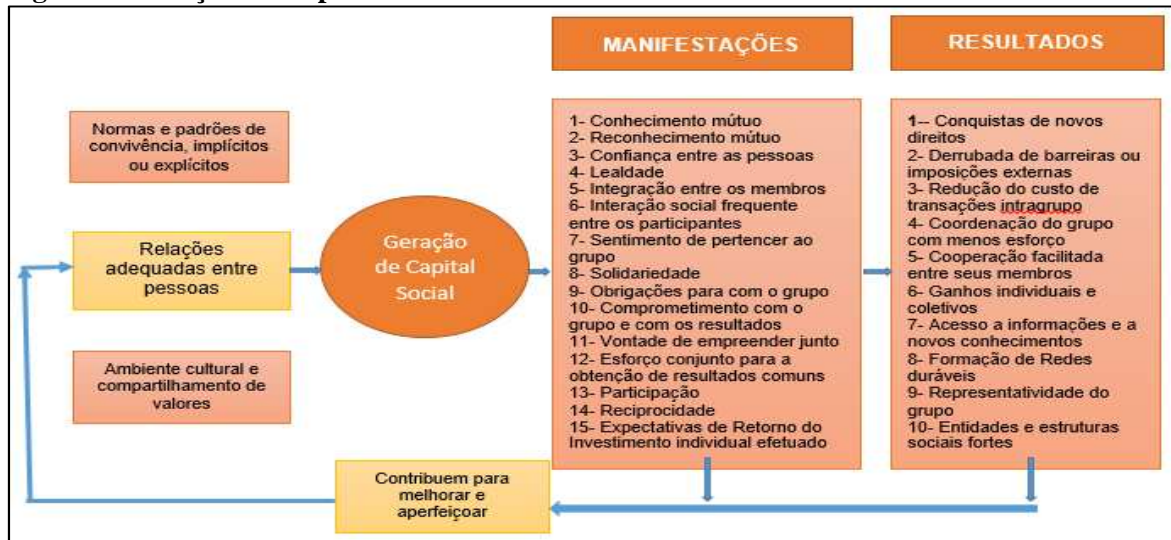 MANIFESTAÇÕES
RESULTADOS
Normas e padrões de
convivência, implícitos
ou explícitos
Relações
adequadas entre
pessoas
Ambiente cultural e
compartilhamento de
valores
Geração
de Capital
Social
1- Conhecimento mútuo
2- Reconhecimento mútuo
3- Confiança entre as pessoas
4- Lealdade
5- Integração entre os membros
6- Interação social frequente
entre os participantes
7- Sentimento de pertencer ao
grupo
8- Solidariedade
9- Obrigações para com o grupo
10- Comprometimento com o
grupo e com os resultados
11- Vontade de empreender junto
12- Esforço conjunto para a
obtenção de resultados comuns
13- Participação
14- Reciprocidade
15- Expectativas de Retorno do
Investimento individual efetuado
1-- Conquistas de novos
direitos
2- Derrubada de barreiras ou
imposições externas
3- Redução do custo de
transações intragrupo
4- Coordenação do grupo
com menos esforço
5- Cooperação facilitada
entre seus membros
6- Ganhos individuais e
coletivos
7- Acesso a informações e a
novos conhecimentos
8- Formação de Redes
duráveis
9- Representatividade do
grupo
10- Entidades e estruturas
sociais fortes
Contribuem para
melhorar e
aperfeiçoar